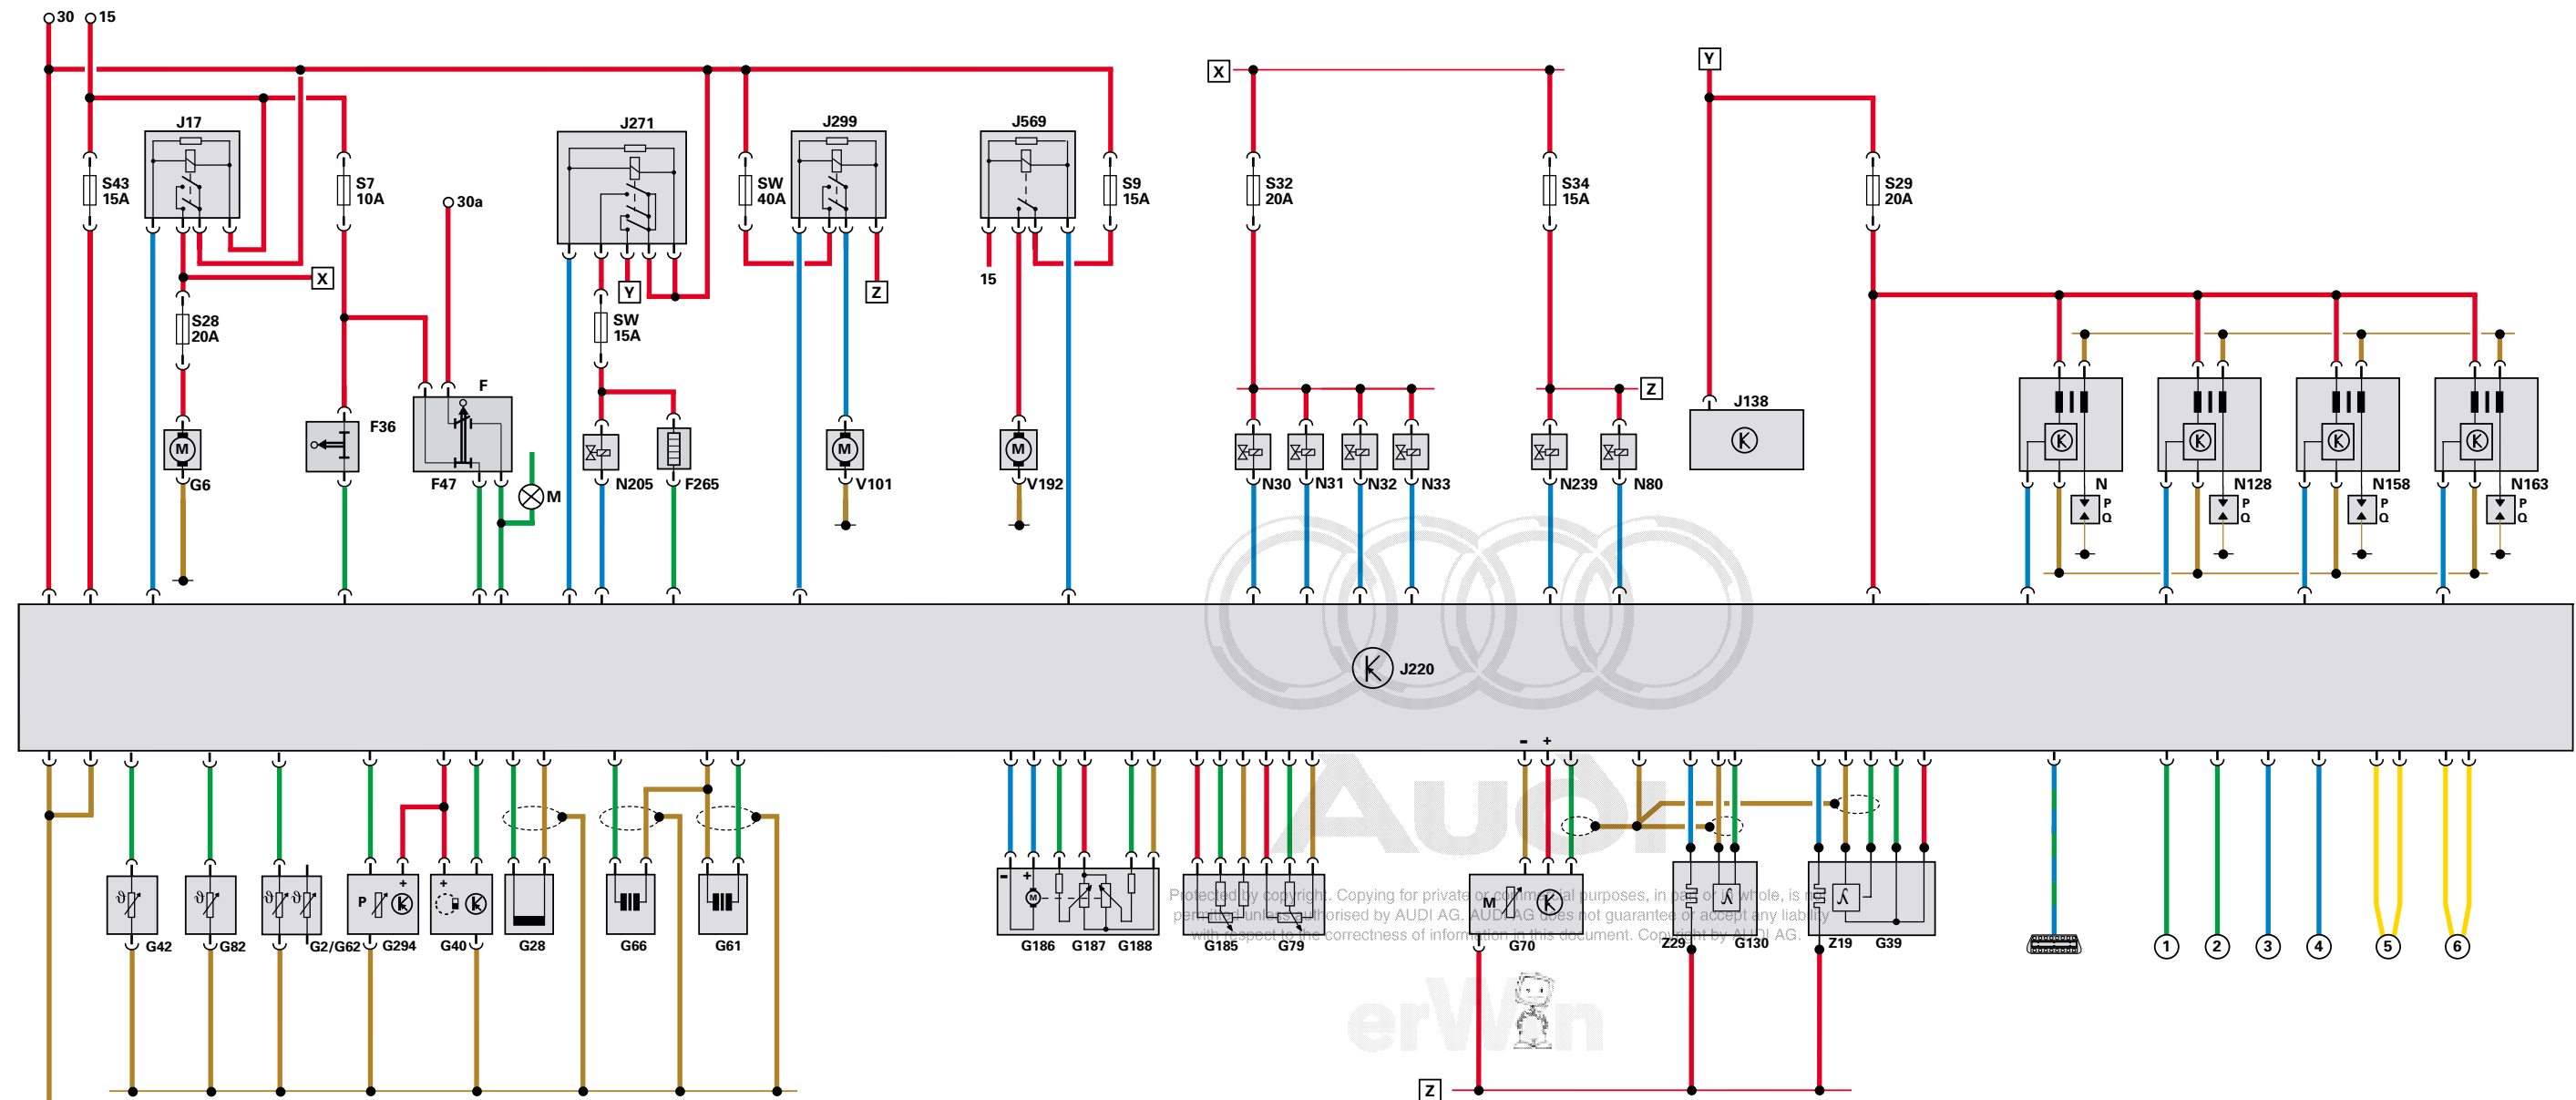 30 15
X
Y
J17
J271
J299
J569
S43
15A
S7
10A
30a
SW
40A
S9
15A
S32
20A
S34
15A
S29
20A
X
Y
Z
15
S28
20A
SW
15A
F
Z
J138
F36
M
G6
F47
M
N205
F265
M
V101
M
V192
N30
N31
N32
N33
N239
N80
N
P
Q
N128
P
Q
N158
P
Q
N163
P
Q
J220
- +
Audi
- +
M
P
+
+
M
Protected by copyright. Copying for private or commercial purposes, in part or in whole, is not
permitted unless authorised by AUDI AG. AUDI AG does not guarantee or accept any liability
with respect to the correctness of information in this document. Copyright by AUDI AG.
G42
G82
G2/G62
G294
G40
G28
G66
G61
G186
G187
G188
G185
G79
G70
Z29
G130
Z19
G39
1
2
3
4
5
6
erWin
Z